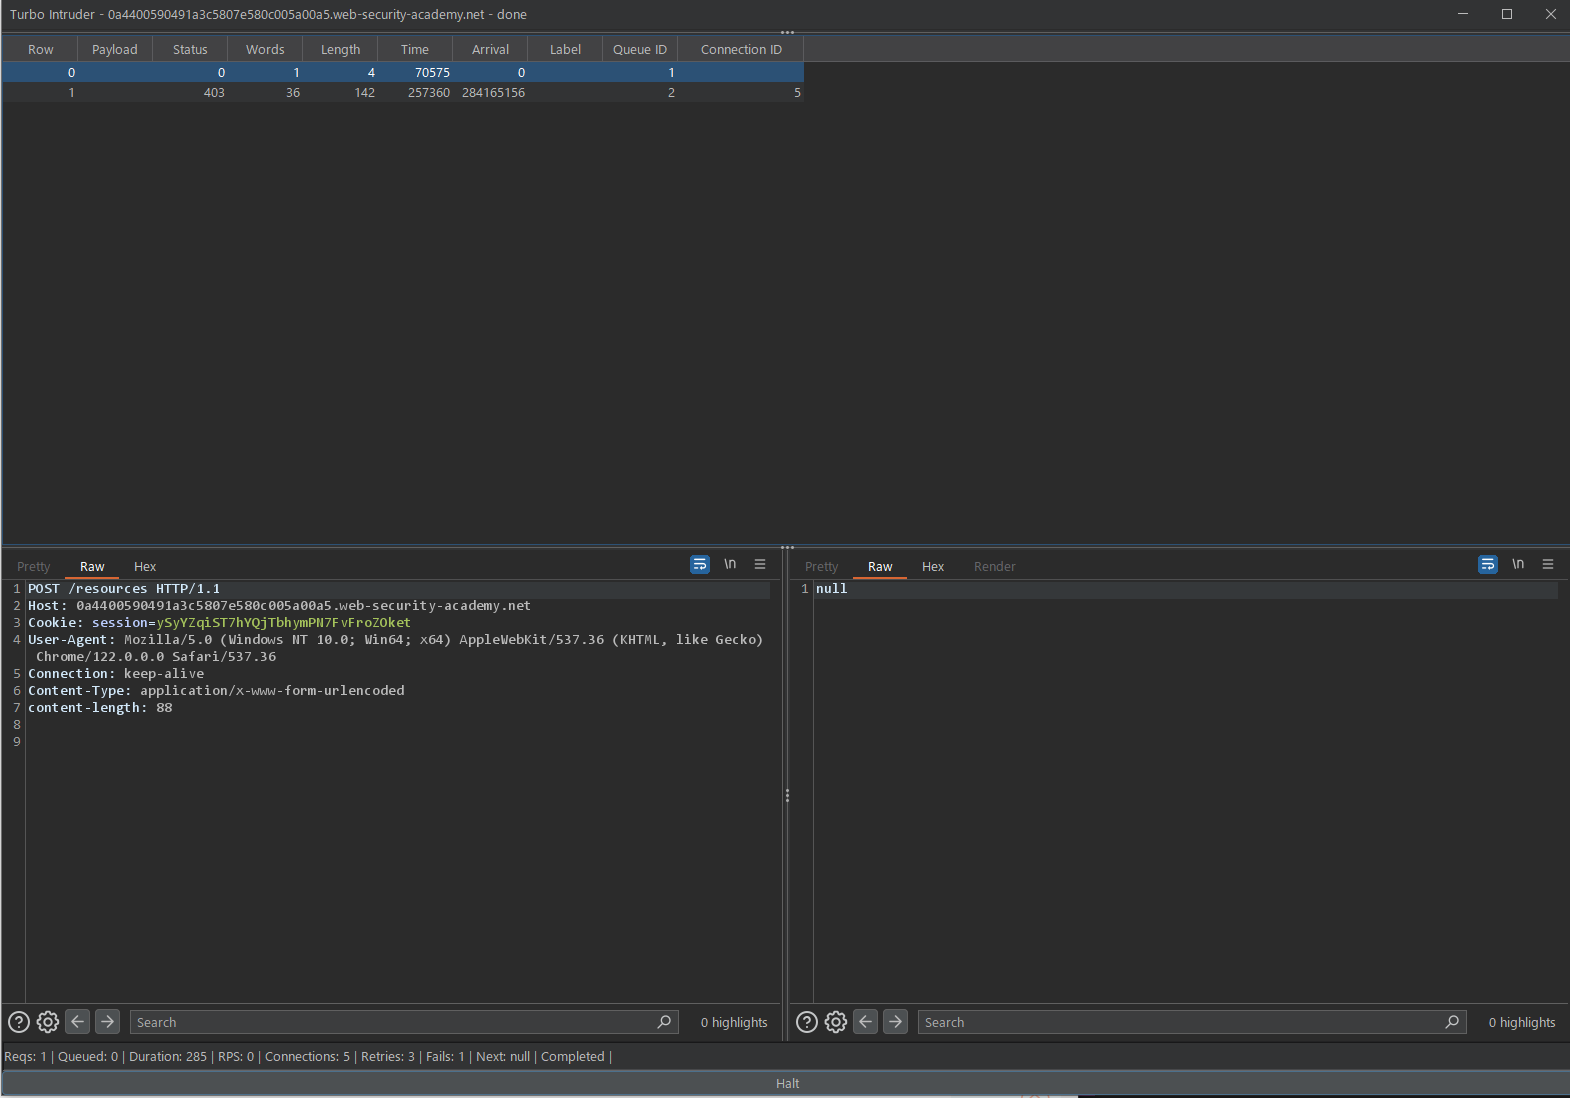 Turbo Intruder - 0a4400590491a3c5807e580c005a00a5.web-security-academy.net - done
Row Payload Status Words Length Time Arrival Label Queue ID Connection ID
0 0 1 4 70575 0 1
1 403 36 142 257360 284165156 2 5
Pretty Raw Hex \n
1 POST /resources HTTP/1.1
2 Host: 0a4400590491a3c5807e580c005a00a5.web-security-academy.net
3 Cookie: session=ySyYZqiST7hYQjTbhymPN7FvFroZOket
4 User-Agent: Mozilla/5.0 (Windows NT 10.0; Win64; x64) AppleWebKit/537.36 (KHTML, like Gecko)
Chrome/122.0.0.0 Safari/537.36
5 Connection: keep-alive
6 Content-Type: application/x-www-form-urlencoded
7 content-length: 88
8
9
Pretty Raw Hex Render \n
1 null
Search 0 highlights
Search 0 highlights
Reqs: 1 | Queued: 0 | Duration: 285 | RPS: 0 | Connections: 5 | Retries: 3 | Fails: 1 | Next: null | Completed |
Halt